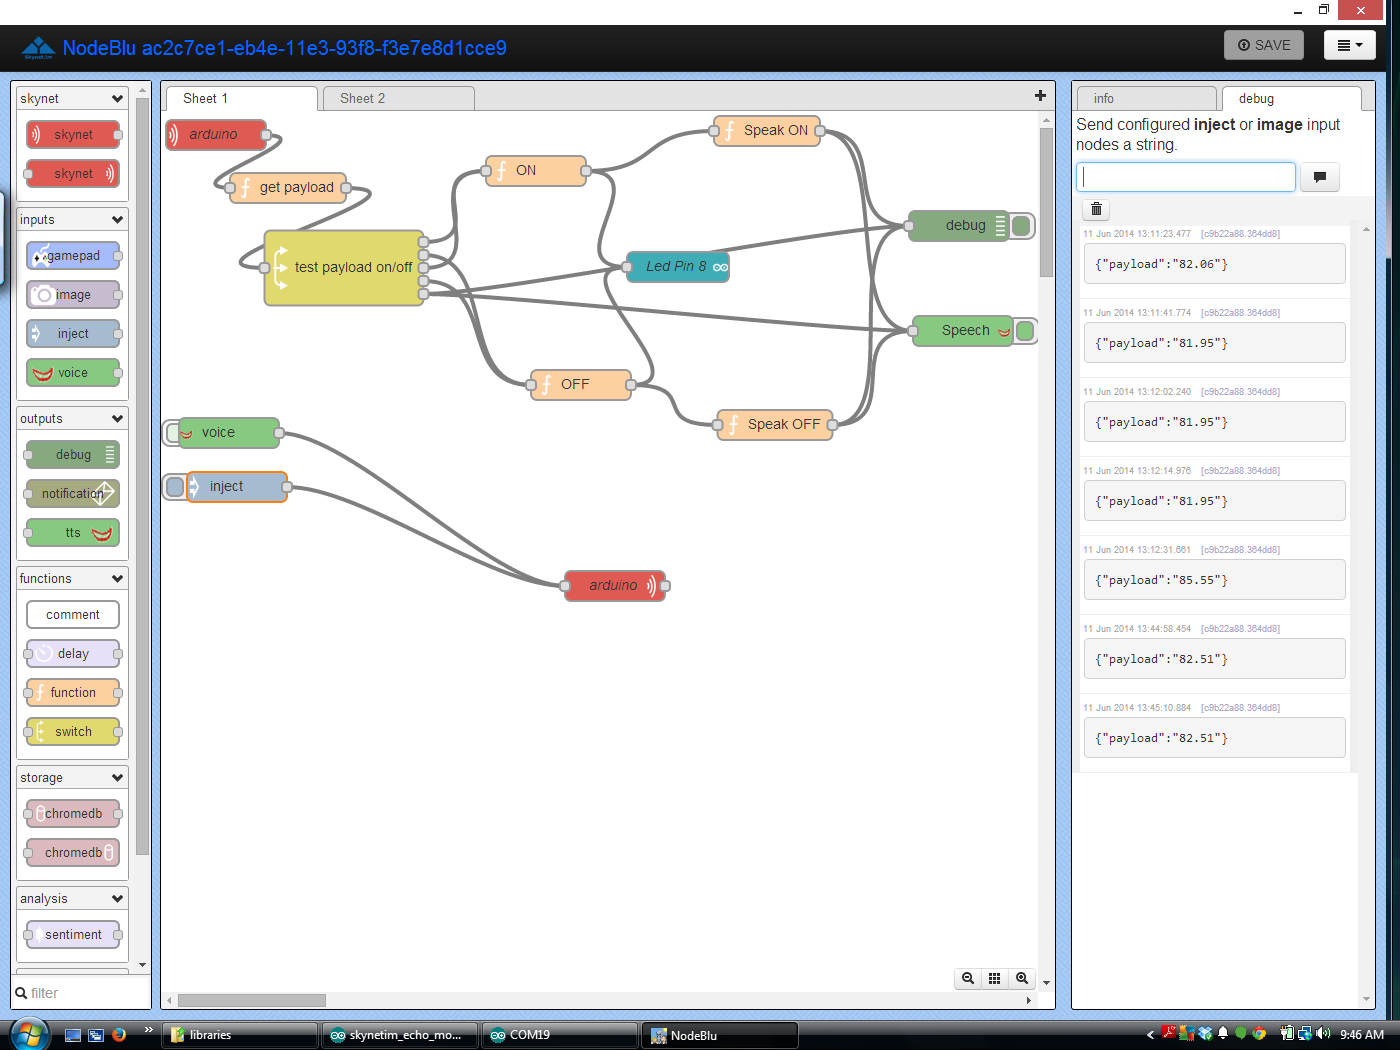 NodeBlu ac2c7ce1-eb4e-11e3-93f8-f3e7e8d1cce9
SkyNet.im
SAVE
skynet
skynet
skynet
inputs
gamepad
image
inject
voice
outputs
debug
notification
tts
functions
comment
delay
function
switch
storage
chromedb
chromedb
analysis
sentiment
filter
Sheet 1
Sheet 2
arduino
get payload
test payload on/off
ON
Speak ON
Led Pin 8
debug
Speech
OFF
Speak OFF
voice
inject
arduino
info
debug
Send configured inject or image input
nodes a string.
11 Jun 2014 13:11:23.477 [c9b22a88.364dd8]
{"payload":"82.06"}
11 Jun 2014 13:11:41.774 [c9b22a88.364dd8]
{"payload":"81.95"}
11 Jun 2014 13:12:02.240 [c9b22a88.364dd8]
{"payload":"81.95"}
11 Jun 2014 13:12:14.976 [c9b22a88.364dd8]
{"payload":"81.95"}
11 Jun 2014 13:12:31.661 [c9b22a88.364dd8]
{"payload":"85.55"}
11 Jun 2014 13:44:58.454 [c9b22a88.364dd8]
{"payload":"82.51"}
11 Jun 2014 13:45:10.884 [c9b22a88.364dd8]
{"payload":"82.51"}
libraries
skynetim_echo_mo...
COM19
NodeBlu
9:46 AM